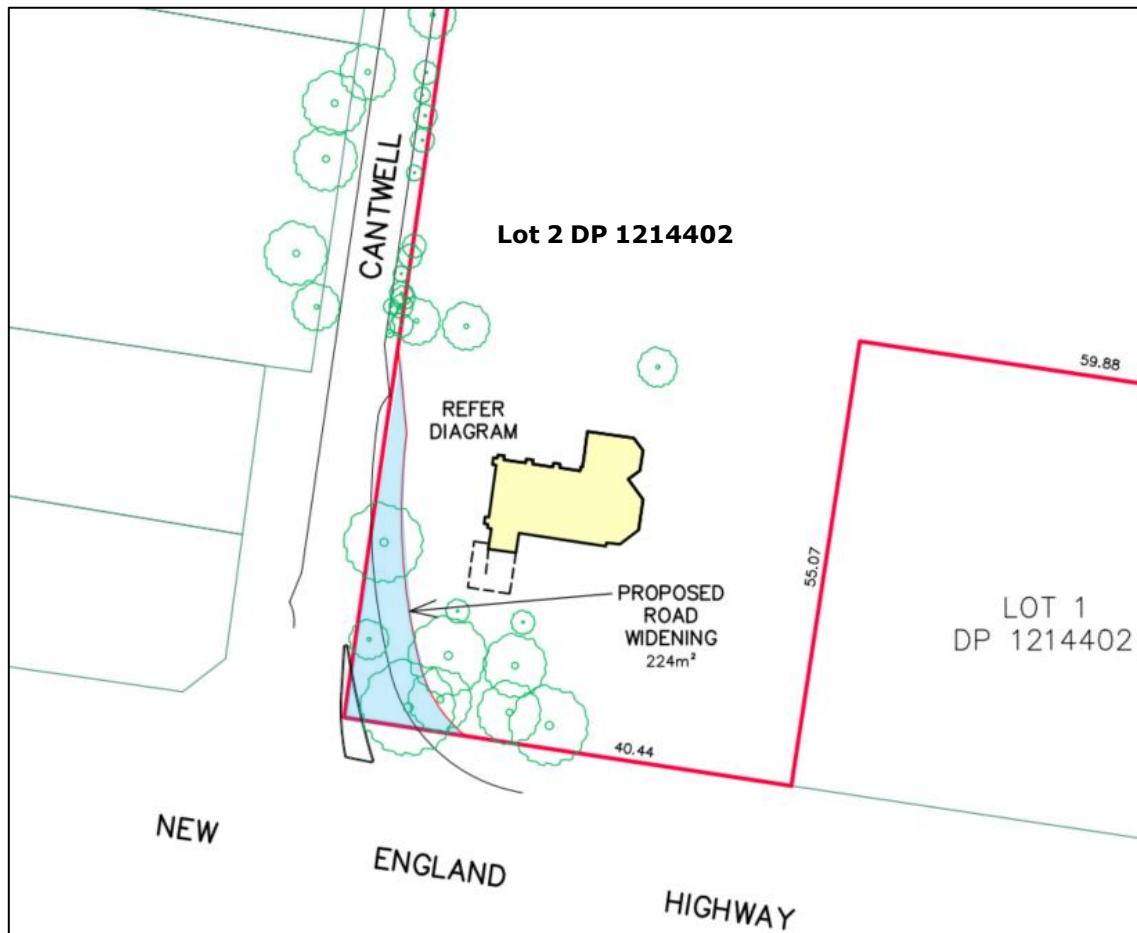 CANTWELL
Lot 2 DP 1214402
59.88
REFER
DIAGRAM
55.07
PROPOSED
ROAD
WIDENING
224m²
LOT 1
DP 1214402
40.44
NEW
ENGLAND
HIGHWAY